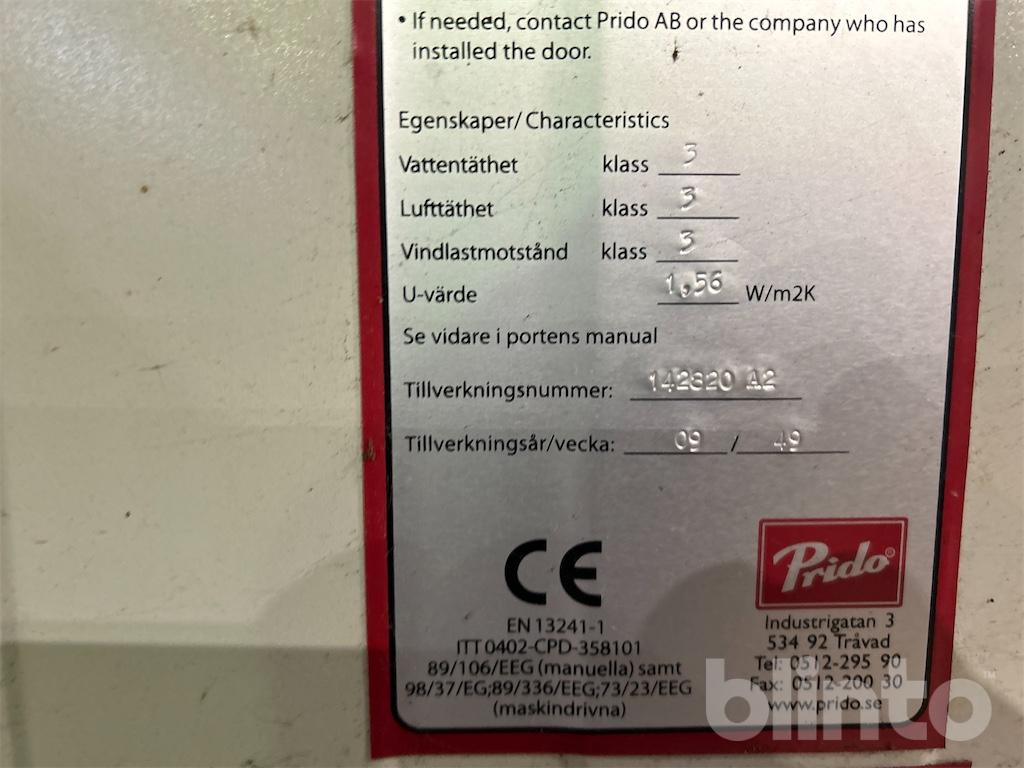 • If needed, contact Prido AB or the company who has
installed the door.
Egenskaper/ Characteristics
Vattentäthet klass 3
Lufttäthet klass 3
Vindlastmotstånd klass 3
U-värde 1,56 W/m2K
Se vidare i portens manual
Tillverkningsnummer: 142820 A2
Tillverkningsår/vecka: 09 / 49
CE
EN 13241-1
ITT 0402-CPD-358101
89/106/EEG (manuella) samt
98/37/EG;89/336/EEG;73/23/EEG
(maskindrivna)
Prido®
Industrigatan 3
534 92 Tråvad
Tel: 0512-295 90
Fax: 0512-200 30
www.prido.se
blinto™